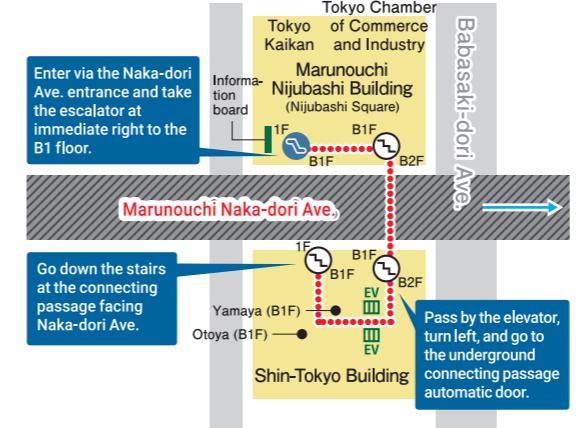 Tokyo Chamber
of Commerce
and Industry
Tokyo
Kaikan
Marunouchi
Nijubashi Building
(Nijubashi Square)
Babasaki-dori Ave.
Enter via the Naka-dori
Ave. entrance and take
the escalator at
immediate right to the
B1 floor.
Informa-
tion
board
1F
B1F
B1F
B2F
Marunouchi Naka-dori Ave.
Go down the stairs
at the connecting
passage facing
Naka-dori Ave.
1F
B1F
B1F
B2F
EV
Yamaya (B1F)
Otoya (B1F)
EV
Shin-Tokyo Building
Pass by the elevator,
turn left, and go to
the underground
connecting passage
automatic door.